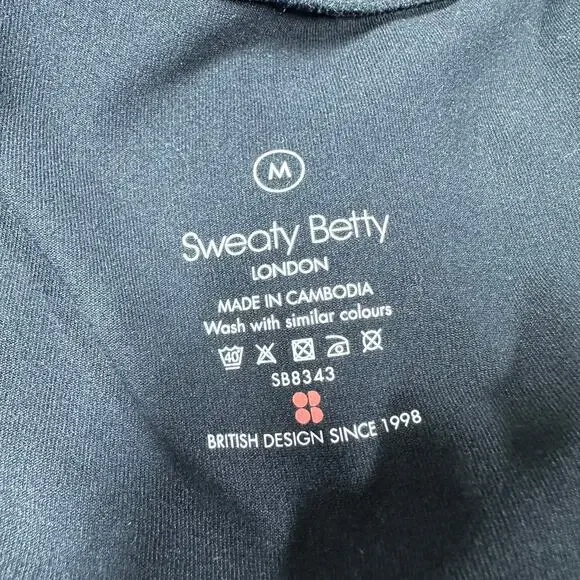 M
Sweaty Betty
LONDON
MADE IN CAMBODIA
Wash with similar colours
40
SB8343
BRITISH DESIGN SINCE 1998